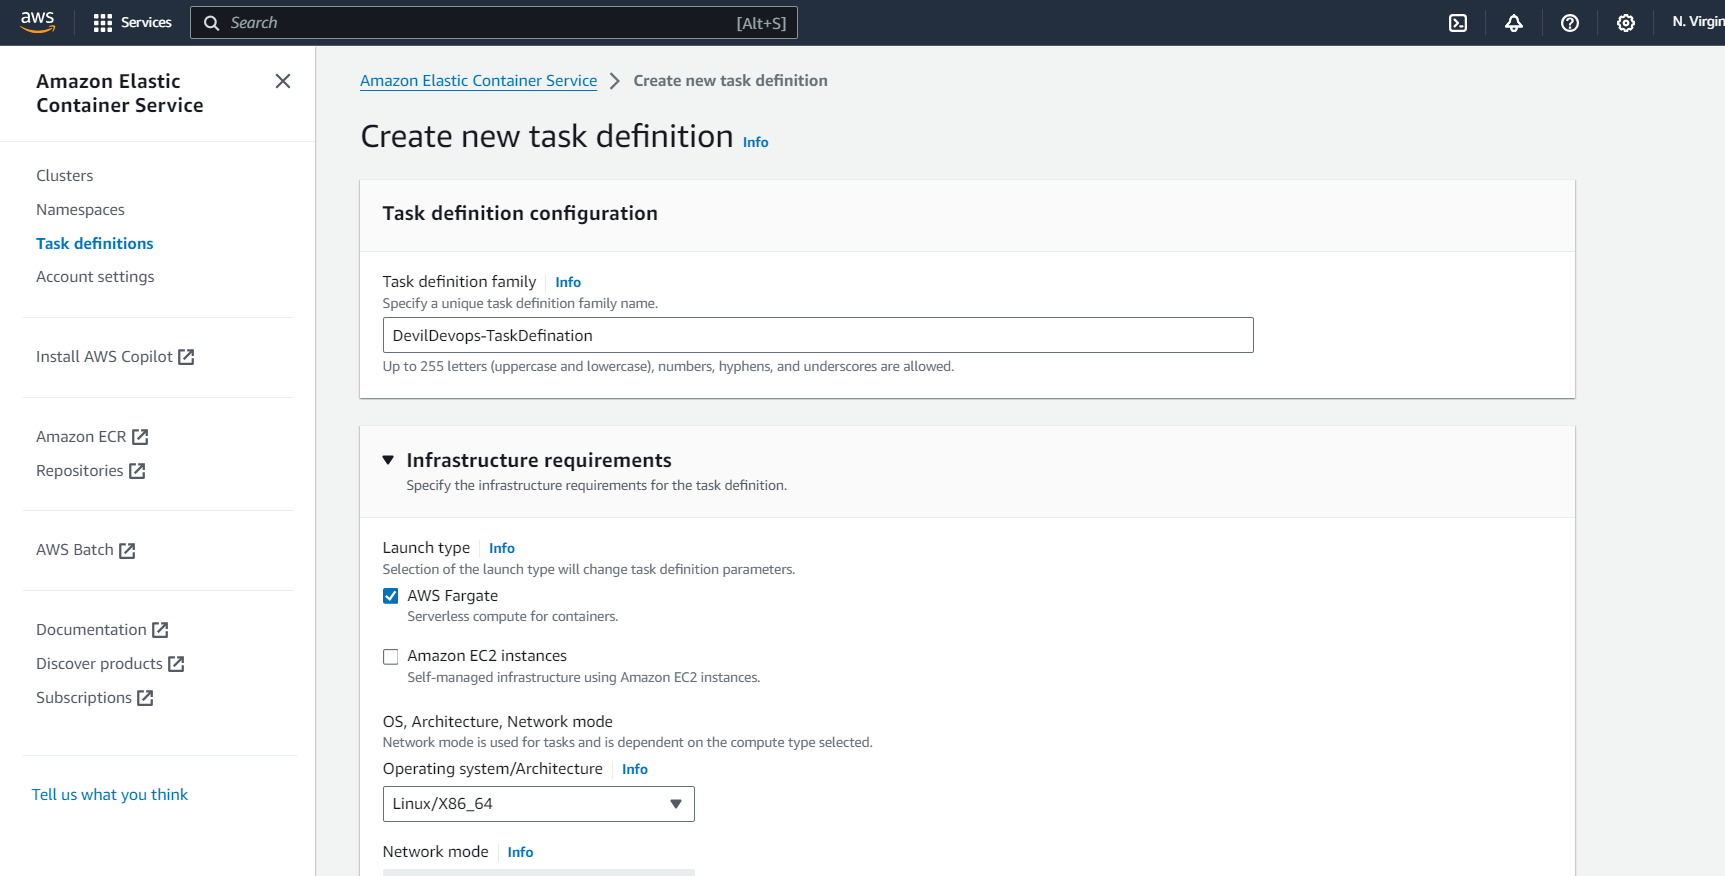 aws
Services
Search
[Alt+S]
Amazon Elastic
Container Service
Clusters
Namespaces
Task definitions
Account settings
Install AWS Copilot
Amazon ECR
Repositories
AWS Batch
Documentation
Discover products
Subscriptions
Tell us what you think
Amazon Elastic Container Service
Create new task definition
Create new task definition Info
Task definition configuration
Task definition family Info
Specify a unique task definition family name.
DevilDevops-TaskDefination
Up to 255 letters (uppercase and lowercase), numbers, hyphens, and underscores are allowed.
Infrastructure requirements
Specify the infrastructure requirements for the task definition.
Launch type Info
Selection of the launch type will change task definition parameters.
AWS Fargate
Serverless compute for containers.
Amazon EC2 instances
Self-managed infrastructure using Amazon EC2 instances.
OS, Architecture, Network mode
Network mode is used for tasks and is dependent on the compute type selected.
Operating system/Architecture Info
Linux/X86_64
Network mode Info